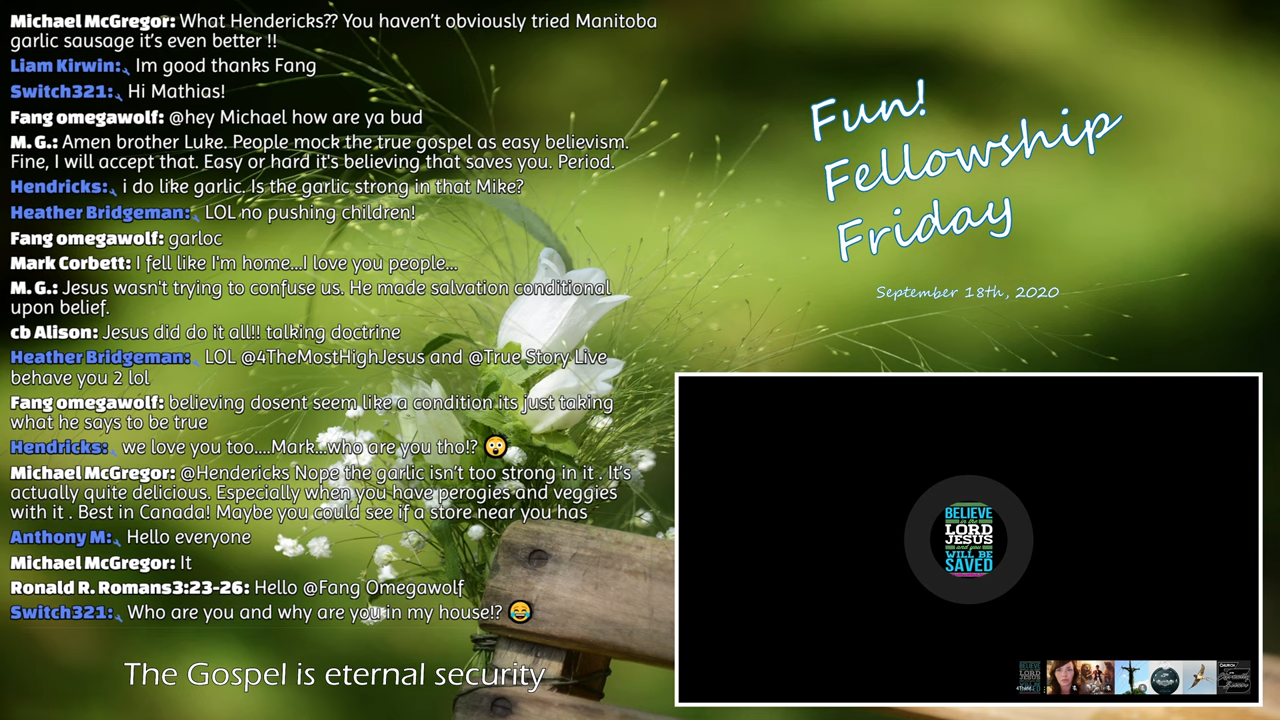 Michael McGregor: What Hendericks?? You haven't obviously tried Manitoba
garlic sausage it's even better !!
Liam Kirwin: Im good thanks Fang
Switch321: Hi Mathias!
Fang omegawolf: @hey Michael how are ya bud
M. G.: Amen brother Luke. People mock the true gospel as easy believism.
Fine, I will accept that. Easy or hard it's believing that saves you. Period.
Hendricks: i do like garlic. Is the garlic strong in that Mike?
Heather Bridgeman: LOL no pushing children!
Fang omegawolf: garloc
Mark Corbett: I fell like I'm home...I love you people...
M. G.: Jesus wasn't trying to confuse us. He made salvation conditional
upon belief.
cb Alison: Jesus did do it all!! talking doctrine
Heather Bridgeman: LOL @4TheMostHighJesus and @True Story Live
behave you 2 lol
Fang omegawolf: believing dosent seem like a condition its just taking
what he says to be true
Hendricks: we love you too....Mark...who are you tho!? 😲
Michael McGregor: @Hendericks Nope the garlic isn't too strong in it . It's
actually quite delicious. Especially when you have perogies and veggies
with it . Best in Canada! Maybe you could see if a store near you has
Anthony M: Hello everyone
Michael McGregor: It
Ronald R. Romans3:23-26: Hello @Fang Omegawolf
Switch321: Who are you and why are you in my house!? 😂
The Gospel is eternal security
Fun!
Fellowship
Friday
September 18th, 2020
BELIEVE
in the
LORD
JESUS
and you
WILL BE
SAVED